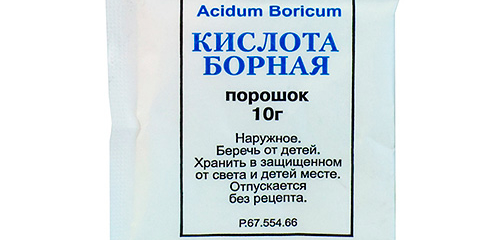 Acidum Boricum
КИСЛОТА
БОРНАЯ
порошок
10г
Наружное.
Беречь от детей.
Хранить в защищенном
от света и детей месте.
Отпускается
без рецепта.
Р.67.554.66